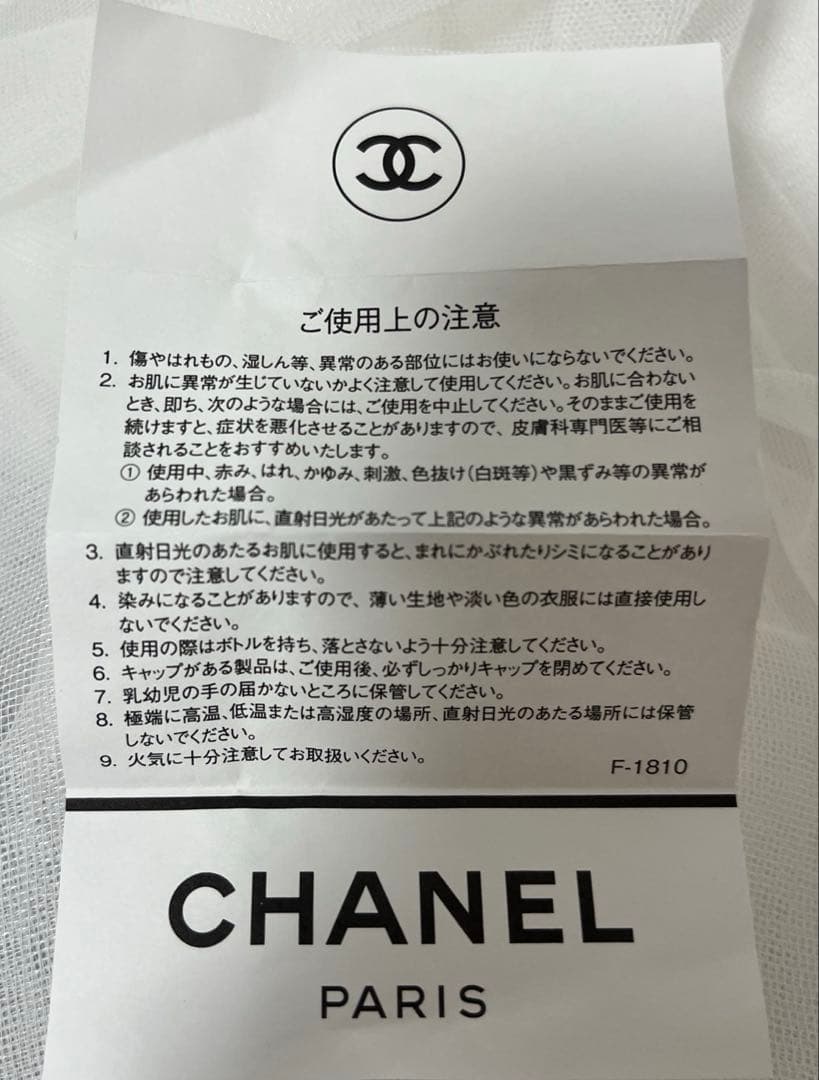 ご使用上の注意
1. 傷やはれもの、湿しん等、異常のある部位にはお使いにならないでください。
2. お肌に異常が生じていないかよく注意して使用してください。お肌に合わない
とき、即ち、次のような場合には、ご使用を中止してください。そのままご使用を
続けますと、症状を悪化させることがありますので、皮膚科専門医等にご相
談されることをおすすめいたします。
① 使用中、赤み、はれ、かゆみ、刺激、色抜け(白斑等)や黒ずみ等の異常が
あらわれた場合。
② 使用したお肌に、直射日光があたって上記のような異常があらわれた場合。
3. 直射日光のあたるお肌に使用すると、まれにかぶれたりシミになることがあり
ますので注意してください。
4. 染みになることがありますので、薄い生地や淡い色の衣服には直接使用し
ないでください。
5. 使用の際はボトルを持ち、落とさないよう十分注意してください。
6. キャップがある製品は、ご使用後、必ずしっかりキャップを閉めてください。
7. 乳幼児の手の届かないところに保管してください。
8. 極端に高温、低温または高湿度の場所、直射日光のあたる場所には保管
しないでください。
9. 火気に十分注意してお取扱いください。
F-1810
CHANEL
PARIS